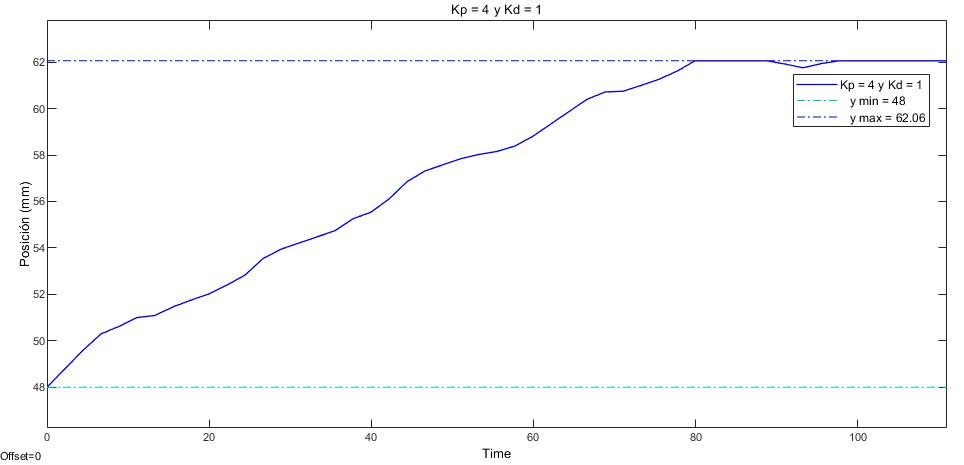 Kp = 4 y Kd = 1
62
60
58
56
54
52
50
48
Posición (mm)
Kp = 4 y Kd = 1
y min = 48
y max = 62.06
0 20 40 60 80 100
Time
Offset=0